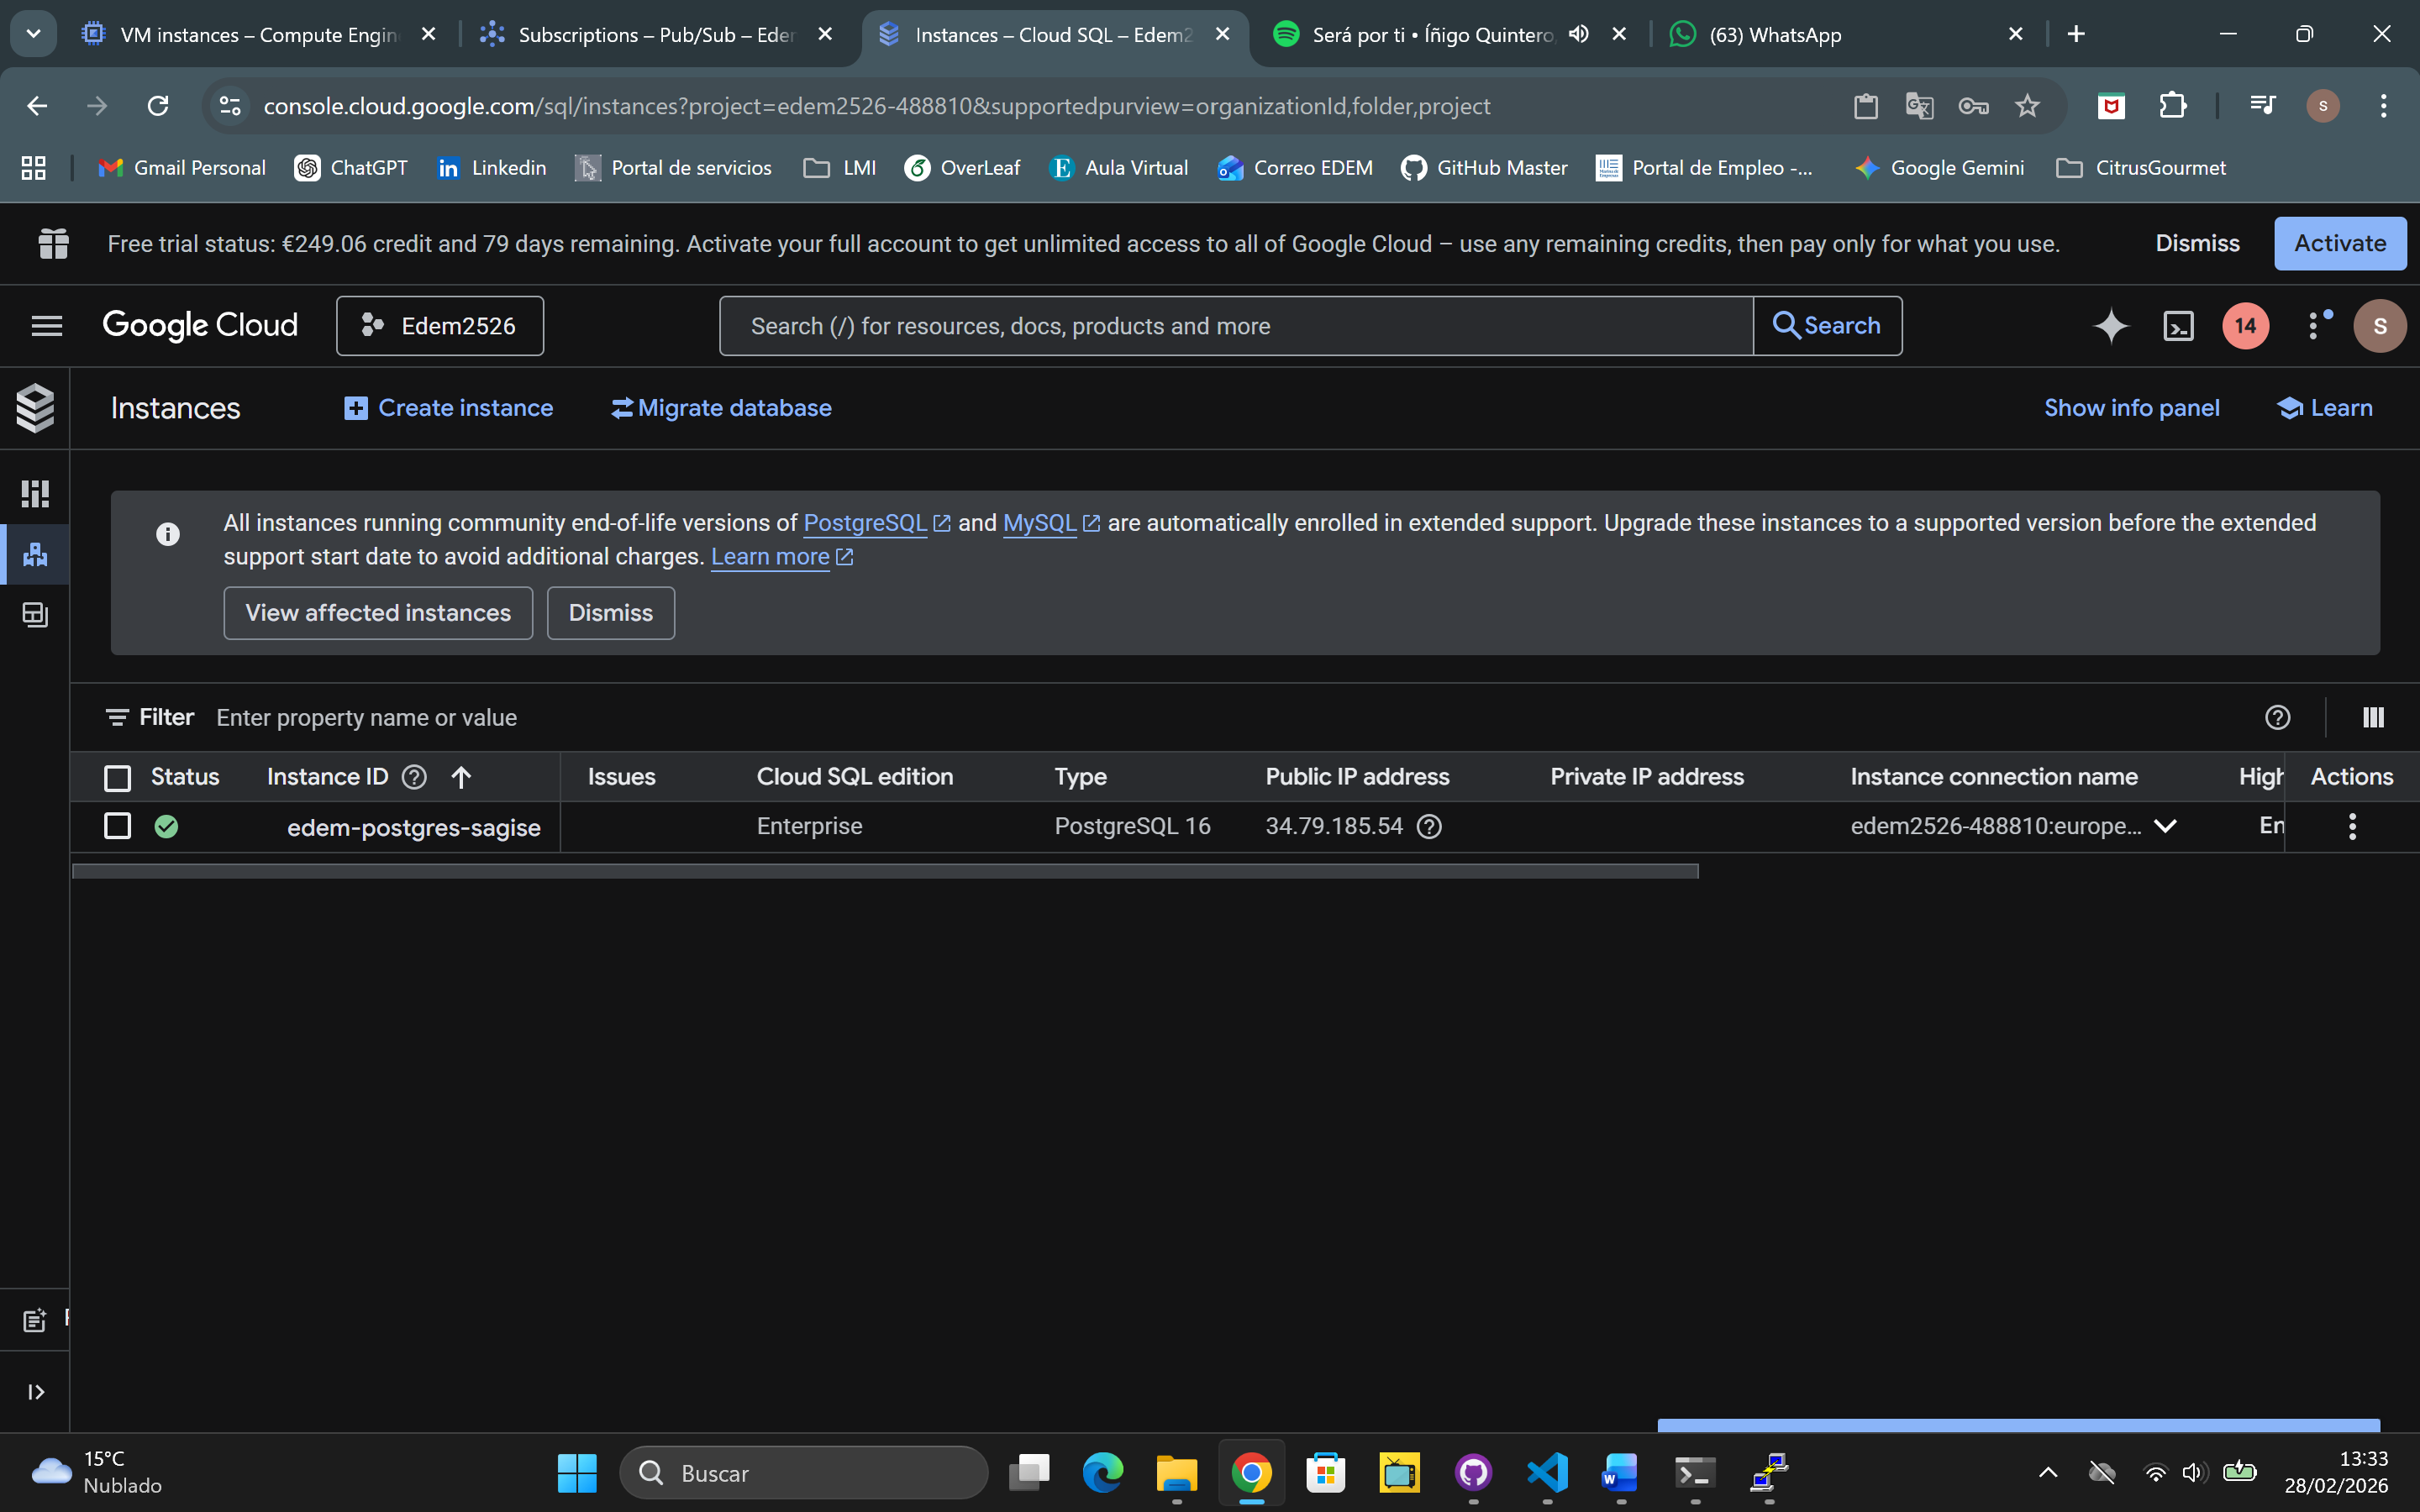 VM instances – Compute Engin
Subscriptions – Pub/Sub – Eder
Instances – Cloud SQL – Edem2
Será por ti • Íñigo Quintero,
(63) WhatsApp
console.cloud.google.com/sql/instances?project=edem2526-488810&supportedpurview=organizationId,folder,project
S
Gmail Personal
ChatGPT
Linkedin
Portal de servicios
LMI
OverLeaf
Aula Virtual
Correo EDEM
GitHub Master
Portal de Empleo -...
Google Gemini
CitrusGourmet
Free trial status: €249.06 credit and 79 days remaining. Activate your full account to get unlimited access to all of Google Cloud – use any remaining credits, then pay only for what you use.
Dismiss
Activate
Google Cloud
Edem2526
Search (/) for resources, docs, products and more
Search
14
S
Instances
Create instance
Migrate database
Show info panel
Learn
All instances running community end-of-life versions of PostgreSQL and MySQL are automatically enrolled in extended support. Upgrade these instances to a supported version before the extended
support start date to avoid additional charges. Learn more
View affected instances
Dismiss
Filter Enter property name or value
Status Instance ID Issues Cloud SQL edition Type Public IP address Private IP address Instance connection name High Actions
edem-postgres-sagise Enterprise PostgreSQL 16 34.79.185.54 edem2526-488810:europe... En
15°C
Nublado
Buscar
13:33
28/02/2026